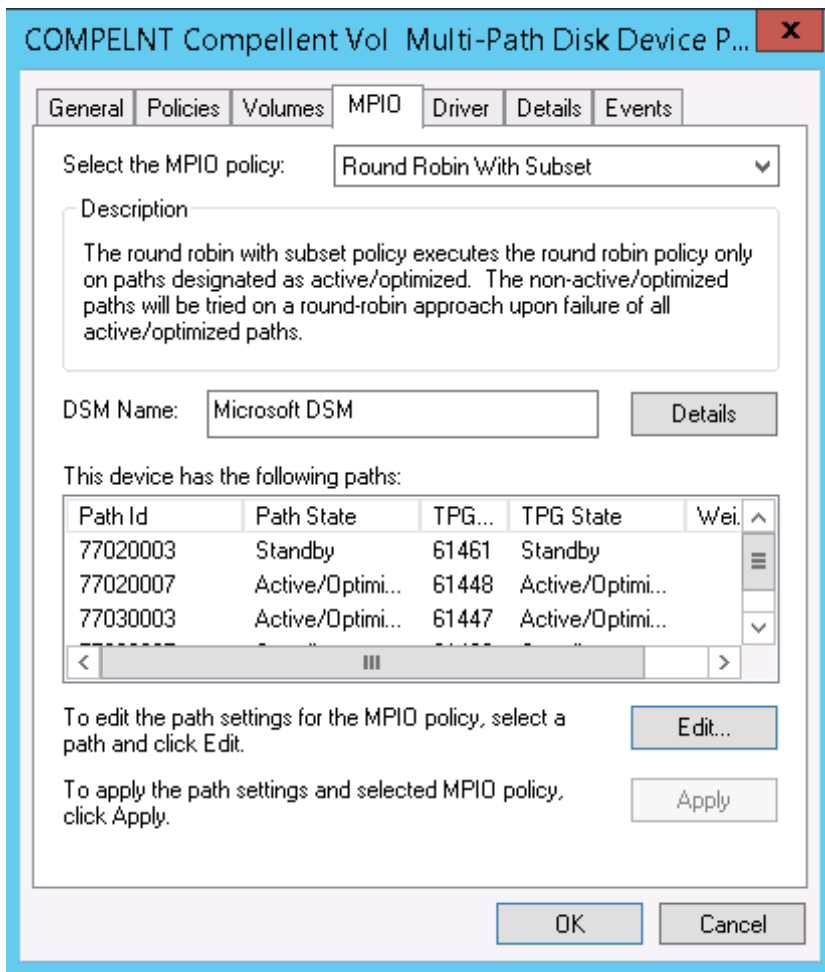 COMPELNT Compellent Vol Multi-Path Disk Device P...
x
General Policies Volumes MPIO Driver Details Events
Select the MPIO policy: Round Robin With Subset
Description
The round robin with subset policy executes the round robin policy only
on paths designated as active/optimized. The non-active/optimized
paths will be tried on a round-robin approach upon failure of all
active/optimized paths.
DSM Name: Microsoft DSM Details
This device has the following paths:
Path Id Path State TPG... TPG State Wei.
77020003 Standby 61461 Standby
77020007 Active/Optimi... 61448 Active/Optimi...
77030003 Active/Optimi... 61447 Active/Optimi...
To edit the path settings for the MPIO policy, select a
path and click Edit.
Edit...
To apply the path settings and selected MPIO policy,
click Apply.
Apply
OK Cancel